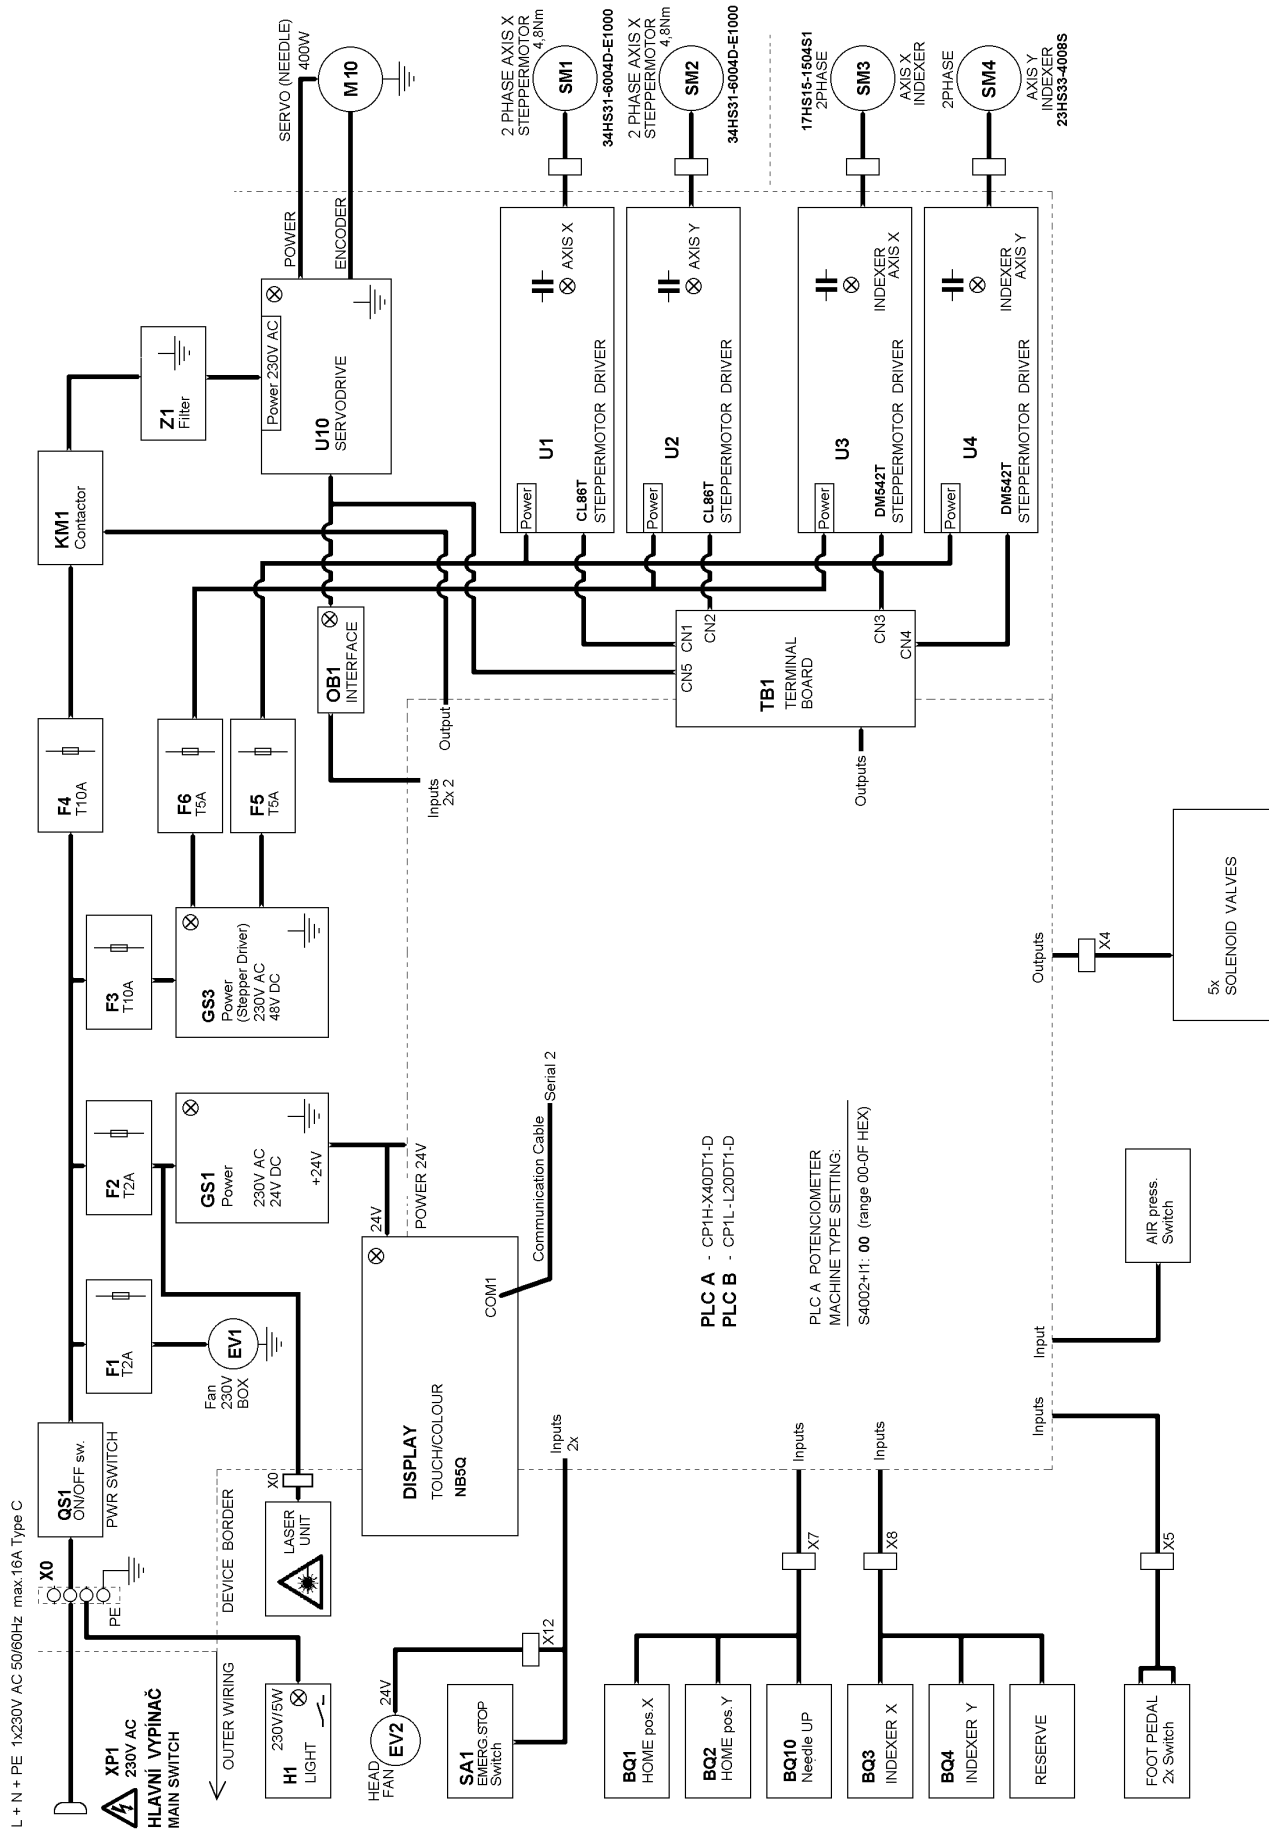 L + N + PE 1x230V AC 50/60Hz max.16A Type C
XP1
230V AC
HLAVNÍ VYPÍNAČ
MAIN SWITCH
X0
PE
QS1
ON/OFF sw.
PWR SWITCH
OUTER WIRING
DEVICE BORDER
230V/5W
H1
LIGHT
LASER
UNIT
X0
F1
T2A
Fan
230V
BOX
EV1
F2
T2A
GS1
Power
230V AC
24V DC
+24V
F3
T10A
GS3
Power
(Stepper Driver)
230V AC
48V DC
F4
T10A
F6
T5A
F5
T5A
KM1
Contactor
Z1
Filter
Power 230V AC
U10
SERVODRIVE
POWER
ENCODER
SERVO (NEEDLE)
400W
M10
OB1
INTERFACE
Inputs
2x 2
Output
24V
POWER 24V
DISPLAY
TOUCH/COLOUR
NB5Q
COM1
Communication Cable
Serial 2
HEAD
FAN
EV2
24V
X12
SA1
EMERG.STOP
Switch
Inputs
2x
BQ1
HOME pos.X
BQ2
HOME pos.Y
BQ10
Needle UP
X7
Inputs
BQ3
INDEXER X
BQ4
INDEXER Y
RESERVE
X8
Inputs
FOOT PEDAL
2x Switch
X5
Inputs
AIR press.
Switch
Input
PLC A - CP1H-X40DT1-D
PLC B - CP1L-L20DT1-D
PLC A POTENCIOMETER
MACHINE TYPE SETTING:
S4002+I1: 00 (range 00-0F HEX)
Outputs
X4
5x
SOLENOID VALVES
Outputs
TB1
TERMINAL
BOARD
CN5
CN1
CN2
CN3
CN4
Power
U1
CL86T
STEPPERMOTOR DRIVER
AXIS X
2 PHASE AXIS X
STEPPERMOTOR
4,8Nm
SM1
34HS31-6004D-E1000
Power
U2
CL86T
STEPPERMOTOR DRIVER
AXIS Y
2 PHASE AXIS X
STEPPERMOTOR
4,8Nm
SM2
34HS31-6004D-E1000
Power
U3
DM542T
STEPPERMOTOR DRIVER
INDEXER
AXIS X
17HS15-1504S1
2PHASE
SM3
AXIS X
INDEXER
Power
U4
DM542T
STEPPERMOTOR DRIVER
INDEXER
AXIS Y
2PHASE
SM4
AXIS Y
INDEXER
23HS33-4008S